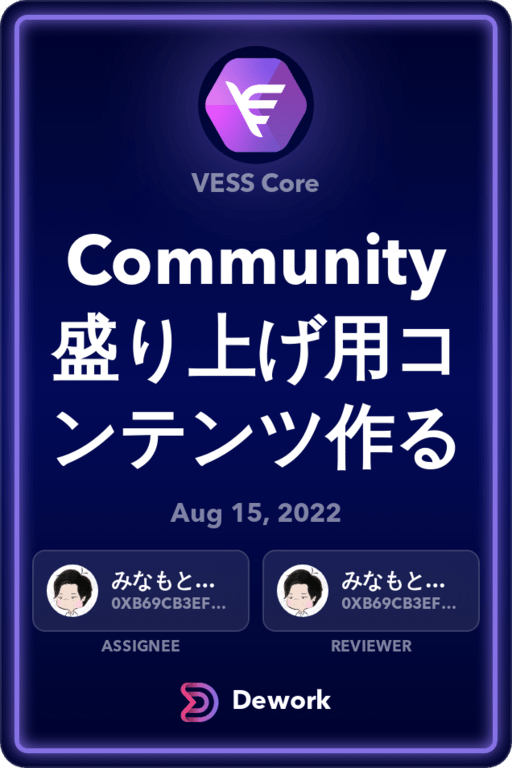 VESS Core
Community
盛り上げ用コ
ンテンツ作る
Aug 15, 2022
みなもと...
0XB69CB3EF...
ASSIGNEE
みなもと...
0XB69CB3EF...
REVIEWER
Dework